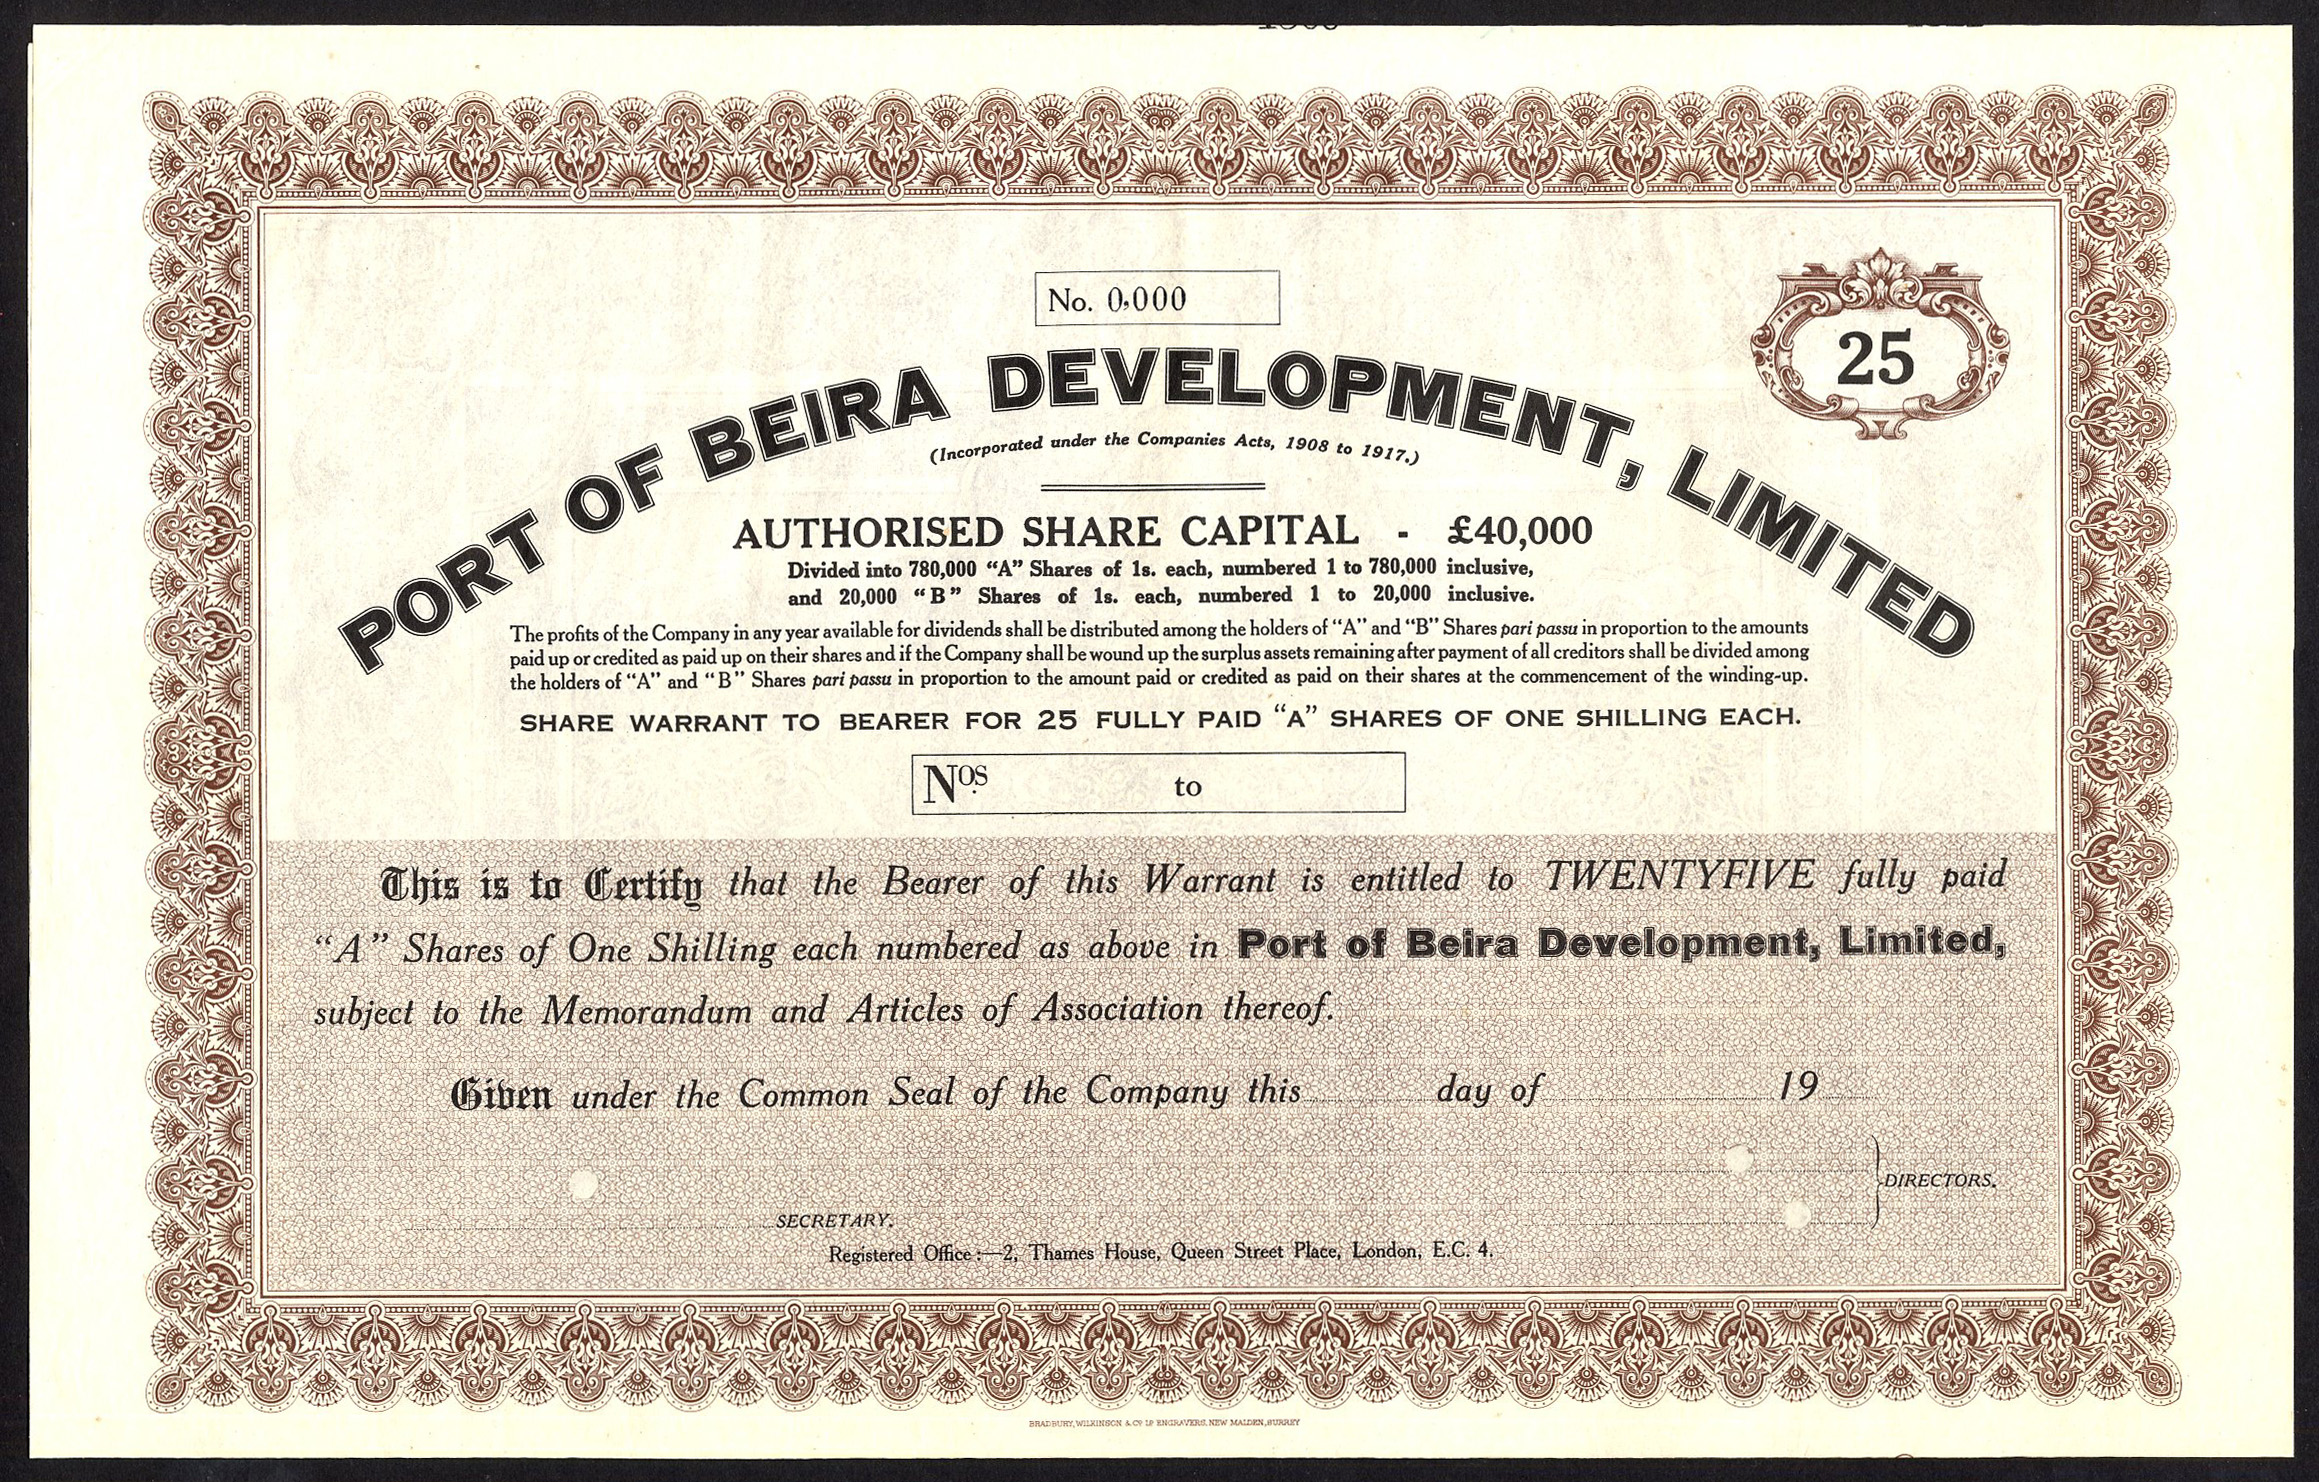 No. 0,000
25
PORT OF BEIRA DEVELOPMENT, LIMITED
(Incorporated under the Companies Acts, 1908 to 1917.)
AUTHORISED SHARE CAPITAL - £40,000
Divided into 780,000 “A” Shares of 1s. each, numbered 1 to 780,000 inclusive,
and 20,000 “B” Shares of 1s. each, numbered 1 to 20,000 inclusive.
The profits of the Company in any year available for dividends shall be distributed among the holders of “A” and “B” Shares pari passu in proportion to the amounts
paid up or credited as paid up on their shares and if the Company shall be wound up the surplus assets remaining after payment of all creditors shall be divided among
the holders of “A” and “B” Shares pari passu in proportion to the amount paid or credited as paid on their shares at the commencement of the winding-up.
SHARE WARRANT TO BEARER FOR 25 FULLY PAID “A” SHARES OF ONE SHILLING EACH.
Nos. to
This is to Certify that the Bearer of this Warrant is entitled to TWENTYFIVE fully paid
“A” Shares of One Shilling each numbered as above in Port of Beira Development, Limited,
subject to the Memorandum and Articles of Association thereof.
Given under the Common Seal of the Company this day of 19
DIRECTORS.
SECRETARY.
Registered Office :—2, Thames House, Queen Street Place, London, E.C. 4.
BRADBURY, WILKINSON & Co. Ld. ENGRAVERS, NEW MALDEN, SURREY